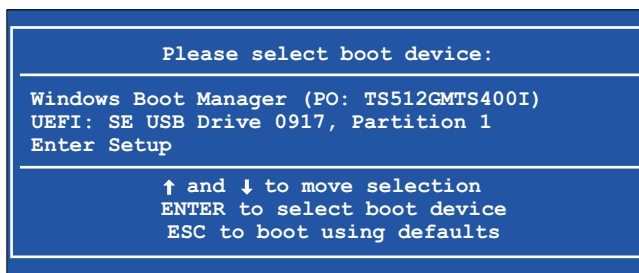 Please select boot device:
Windows Boot Manager (PO: TS512GMTS400I)
UEFI: SE USB Drive 0917, Partition 1
Enter Setup
↑ and ↓ to move selection
ENTER to select boot device
ESC to boot using defaults